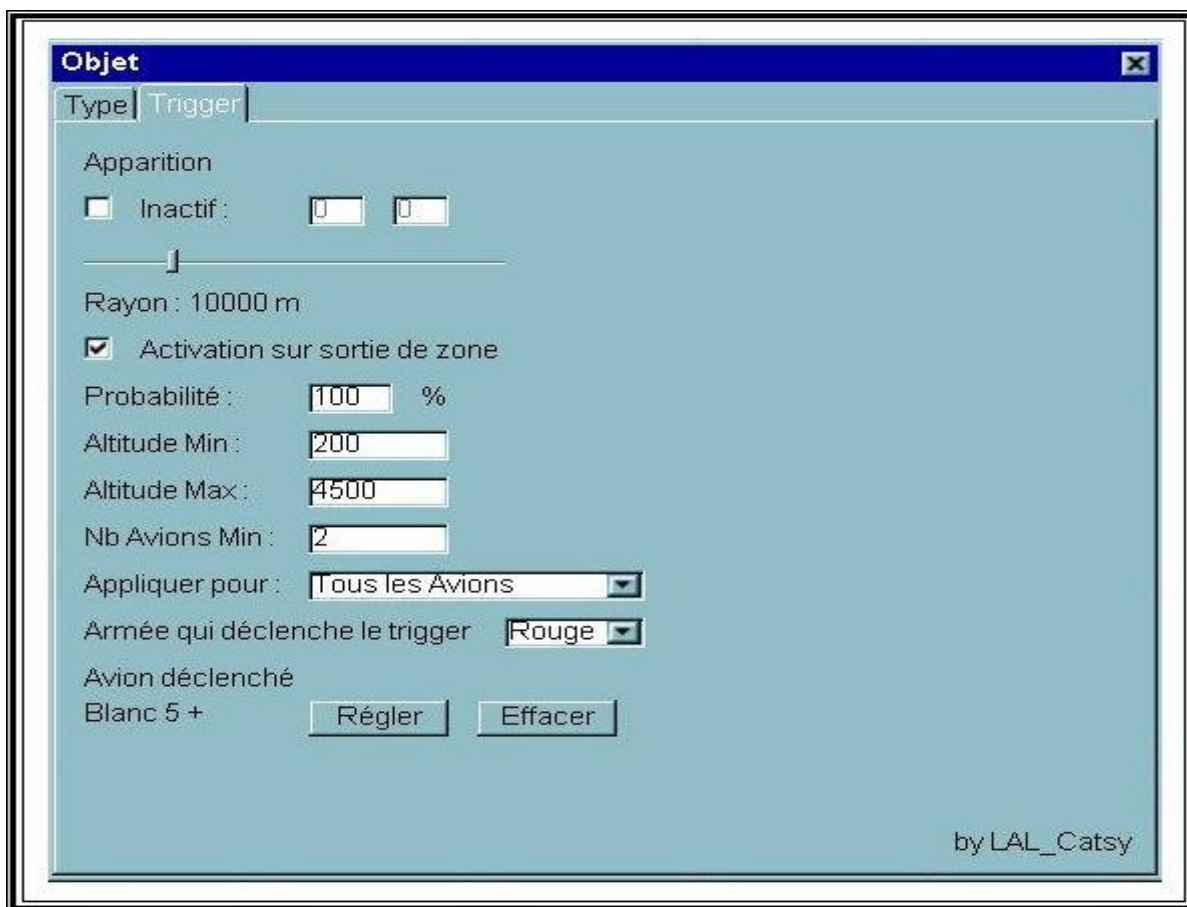 Objet
Type Trigger
Apparition
Inactif : 0 0
Rayon : 10000 m
Activation sur sortie de zone
Probabilité : 100 %
Altitude Min : 200
Altitude Max : 4500
Nb Avions Min : 2
Appliquer pour : Tous les Avions
Armée qui déclenche le trigger Rouge
Avion déclenché
Blanc 5 + Régler Effacer
by LAL_Catsy